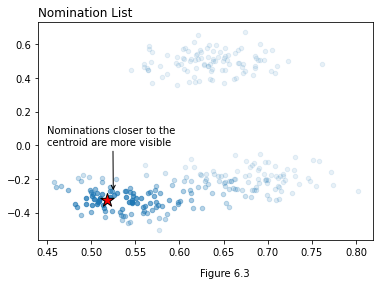 Nomination List
0.6
0.4
0.2
0.0
−0.2
−0.4
Nominations closer to the
centroid are more visible
0.45 0.50 0.55 0.60 0.65 0.70 0.75 0.80
Figure 6.3